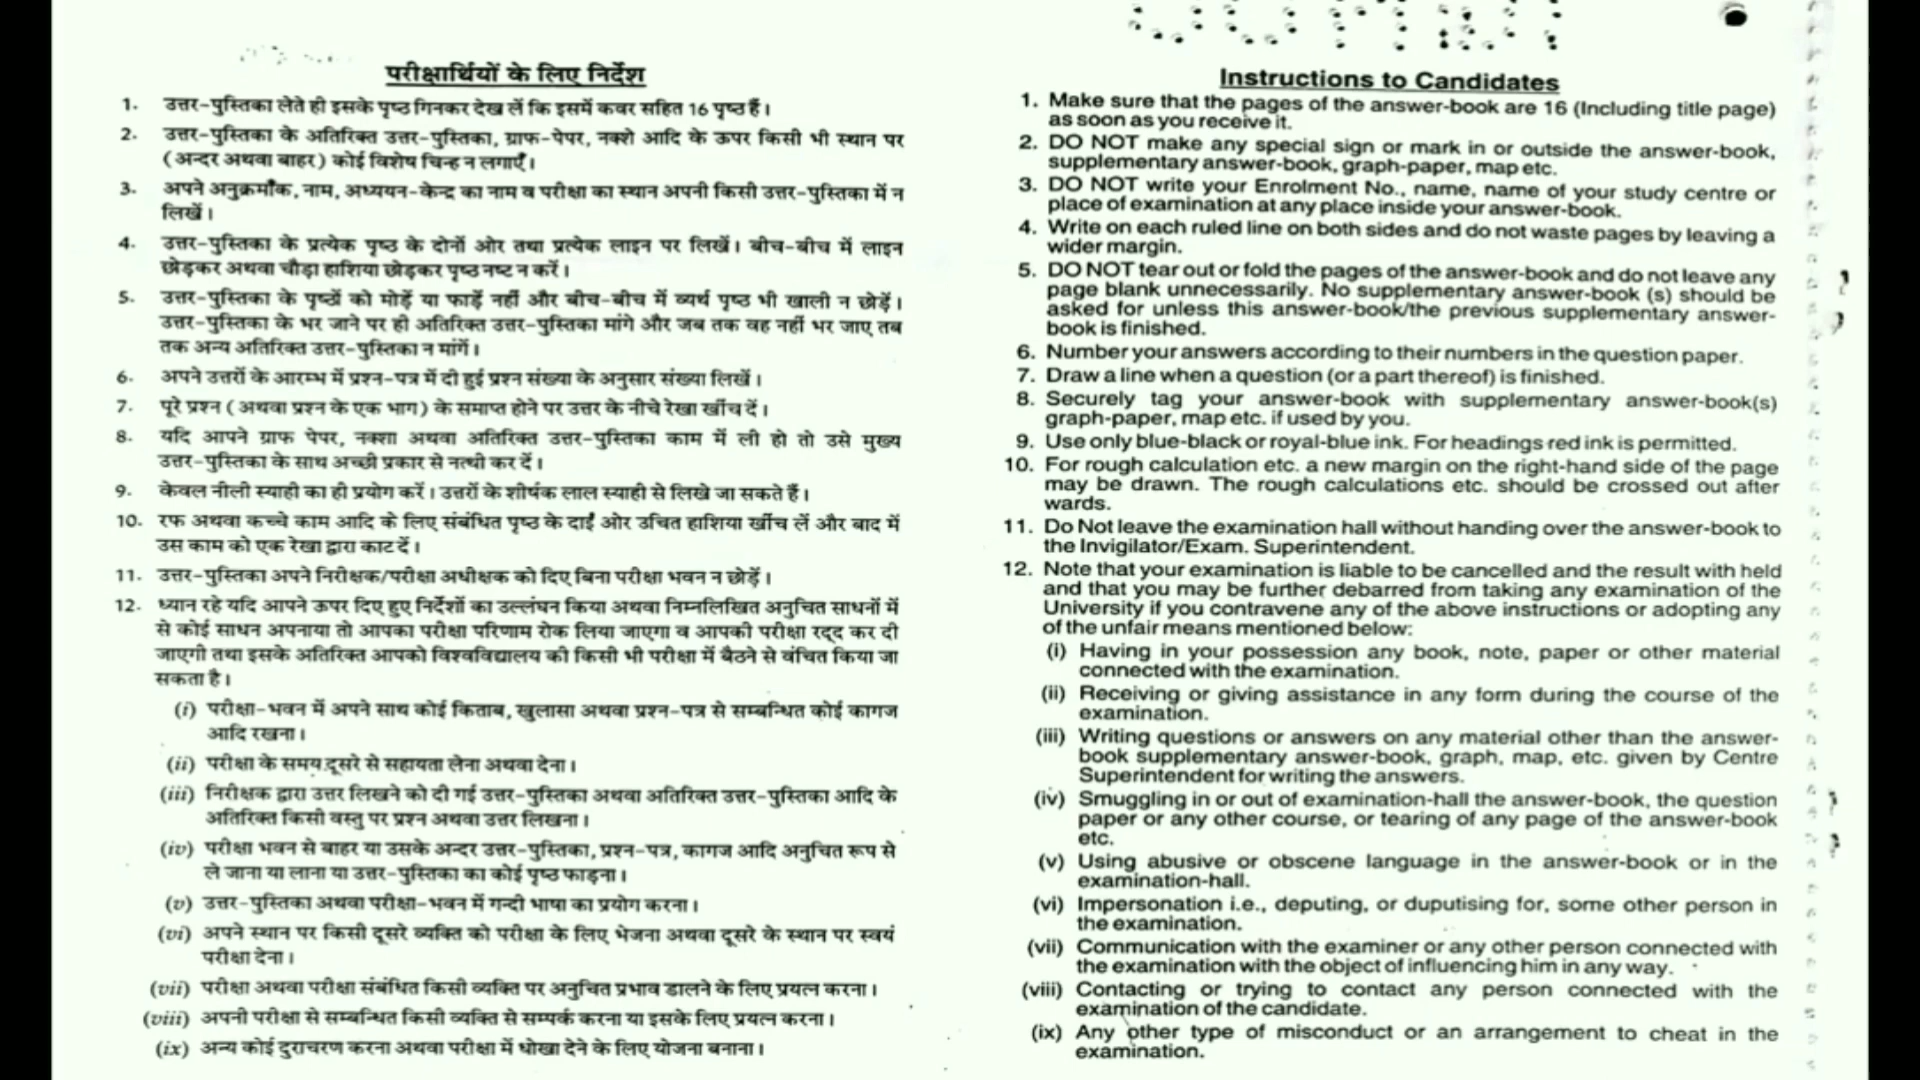 परीक्षार्थियों के लिए निर्देश
1. उत्तर-पुस्तिका लेते ही इसके पृष्ठ गिनकर देख लें कि इसमें कवर सहित 16 पृष्ठ हैं।
2. उत्तर-पुस्तिका के अतिरिक्त उत्तर-पुस्तिका, ग्राफ-पेपर, नक्शे आदि के ऊपर किसी भी स्थान पर
(अन्दर अथवा बाहर) कोई विशेष चिन्ह न लगाएँ।
3. अपने अनुक्रमाँक, नाम, अध्ययन-केन्द्र का नाम व परीक्षा का स्थान अपनी किसी उत्तर-पुस्तिका में न
लिखें।
4. उत्तर-पुस्तिका के प्रत्येक पृष्ठ के दोनों ओर तथा प्रत्येक लाइन पर लिखें। बीच-बीच में लाइन
छोड़कर अथवा चौड़ा हाशिया छोड़कर पृष्ठ नष्ट न करें।
5. उत्तर-पुस्तिका के पृष्ठों को मोड़ें या फाड़ें नहीं और बीच-बीच में व्यर्थ पृष्ठ भी खाली न छोड़ें।
उत्तर-पुस्तिका के भर जाने पर ही अतिरिक्त उत्तर-पुस्तिका मांगे और जब तक वह नहीं भर जाए तब
तक अन्य अतिरिक्त उत्तर-पुस्तिका न मांगें।
6. अपने उत्तरों के आरम्भ में प्रश्न-पत्र में दी हुई प्रश्न संख्या के अनुसार संख्या लिखें।
7. पूरे प्रश्न (अथवा प्रश्न के एक भाग) के समाप्त होने पर उत्तर के नीचे रेखा खींच दें।
8. यदि आपने ग्राफ पेपर, नक्शा अथवा अतिरिक्त उत्तर-पुस्तिका काम में ली हो तो उसे मुख्य
उत्तर-पुस्तिका के साथ अच्छी प्रकार से नत्थी कर दें।
9. केवल नीली स्याही का ही प्रयोग करें। उत्तरों के शीर्षक लाल स्याही से लिखे जा सकते हैं।
10. रफ अथवा कच्चे काम आदि के लिए संबंधित पृष्ठ के दाईं ओर उचित हाशिया खींच लें और बाद में
उस काम को एक रेखा द्वारा काट दें।
11. उत्तर-पुस्तिका अपने निरीक्षक/परीक्षा अधीक्षक को दिए बिना परीक्षा भवन न छोड़ें।
12. ध्यान रहे यदि आपने ऊपर दिए हुए निर्देशों का उल्लंघन किया अथवा निम्नलिखित अनुचित साधनों में
से कोई साधन अपनाया तो आपका परीक्षा परिणाम रोक लिया जाएगा व आपकी परीक्षा रद्द कर दी
जाएगी तथा इसके अतिरिक्त आपको विश्वविद्यालय की किसी भी परीक्षा में बैठने से वंचित किया जा
सकता है।
(i) परीक्षा-भवन में अपने साथ कोई किताब, खुलासा अथवा प्रश्न-पत्र से सम्बन्धित कोई कागज
आदि रखना।
(ii) परीक्षा के समय दूसरे से सहायता लेना अथवा देना।
(iii) निरीक्षक द्वारा उत्तर लिखने को दी गई उत्तर-पुस्तिका अथवा अतिरिक्त उत्तर-पुस्तिका आदि के
अतिरिक्त किसी वस्तु पर प्रश्न अथवा उत्तर लिखना।
(iv) परीक्षा भवन से बाहर या उसके अन्दर उत्तर-पुस्तिका, प्रश्न-पत्र, कागज आदि अनुचित रूप से
ले जाना या लाना या उत्तर-पुस्तिका का कोई पृष्ठ फाड़ना।
(v) उत्तर-पुस्तिका अथवा परीक्षा-भवन में गन्दी भाषा का प्रयोग करना।
(vi) अपने स्थान पर किसी दूसरे व्यक्ति को परीक्षा के लिए भेजना अथवा दूसरे के स्थान पर स्वयं
परीक्षा देना।
(vii) परीक्षा अथवा परीक्षा संबंधित किसी व्यक्ति पर अनुचित प्रभाव डालने के लिए प्रयत्न करना।
(viii) अपनी परीक्षा से सम्बन्धित किसी व्यक्ति से सम्पर्क करना या इसके लिए प्रयत्न करना।
(ix) अन्य कोई दुराचरण करना अथवा परीक्षा में धोखा देने के लिए योजना बनाना।
Instructions to Candidates
1. Make sure that the pages of the answer-book are 16 (Including title page)
as soon as you receive it.
2. DO NOT make any special sign or mark in or outside the answer-book,
supplementary answer-book, graph-paper, map etc.
3. DO NOT write your Enrolment No., name, name of your study centre or
place of examination at any place inside your answer-book.
4. Write on each ruled line on both sides and do not waste pages by leaving a
wider margin.
5. DO NOT tear out or fold the pages of the answer-book and do not leave any
page blank unnecessarily. No supplementary answer-book (s) should be
asked for unless this answer-book/the previous supplementary answer-
book is finished.
6. Number your answers according to their numbers in the question paper.
7. Draw a line when a question (or a part thereof) is finished.
8. Securely tag your answer-book with supplementary answer-book(s)
graph-paper, map etc. if used by you.
9. Use only blue-black or royal-blue ink. For headings red ink is permitted.
10. For rough calculation etc. a new margin on the right-hand side of the page
may be drawn. The rough calculations etc. should be crossed out after
wards.
11. Do Not leave the examination hall without handing over the answer-book to
the Invigilator/Exam. Superintendent.
12. Note that your examination is liable to be cancelled and the result with held
and that you may be further debarred from taking any examination of the
University if you contravene any of the above instructions or adopting any
of the unfair means mentioned below:
(i) Having in your possession any book, note, paper or other material
connected with the examination.
(ii) Receiving or giving assistance in any form during the course of the
examination.
(iii) Writing questions or answers on any material other than the answer-
book supplementary answer-book, graph, map, etc. given by Centre
Superintendent for writing the answers.
(iv) Smuggling in or out of examination-hall the answer-book, the question
paper or any other course, or tearing of any page of the answer-book
etc.
(v) Using abusive or obscene language in the answer-book or in the
examination-hall.
(vi) Impersonation i.e., deputing, or duputising for, some other person in
the examination.
(vii) Communication with the examiner or any other person connected with
the examination with the object of influencing him in any way.
(viii) Contacting or trying to contact any person connected with the
examination of the candidate.
(ix) Any other type of misconduct or an arrangement to cheat in the
examination.